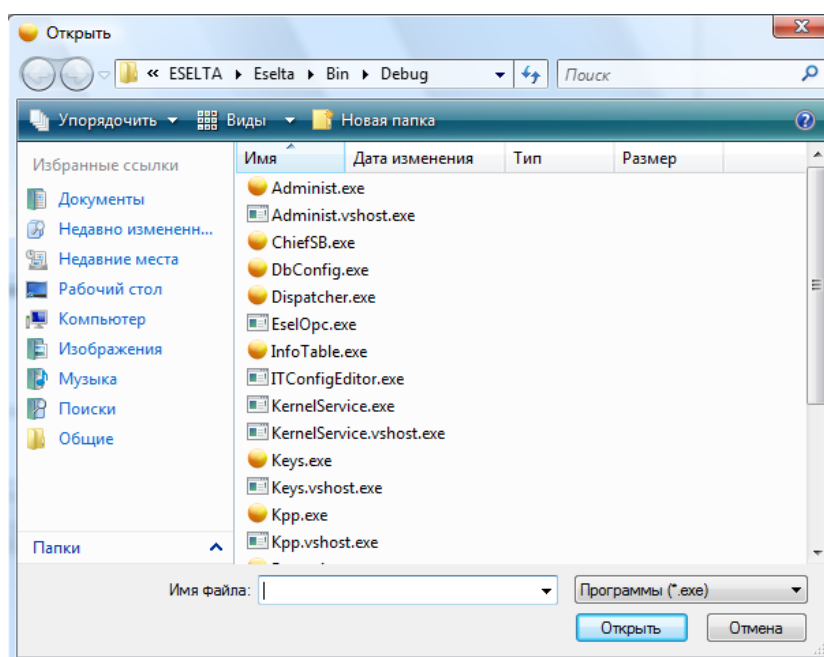 Открыть
« ESELTA ▸ Eselta ▸ Bin ▸ Debug
Поиск
Упорядочить
Виды
Новая папка
Избранные ссылки
Документы
Недавно измененн...
Недавние места
Рабочий стол
Компьютер
Изображения
Музыка
Поиски
Общие
Папки
Имя Дата изменения Тип Размер
Administ.exe
Administ.vshost.exe
ChiefSB.exe
DbConfig.exe
Dispatcher.exe
EselOpc.exe
InfoTable.exe
ITConfigEditor.exe
KernelService.exe
KernelService.vshost.exe
Keys.exe
Keys.vshost.exe
Kpp.exe
Kpp.vshost.exe
Имя файла:
Программы (*.exe)
Открыть
Отмена